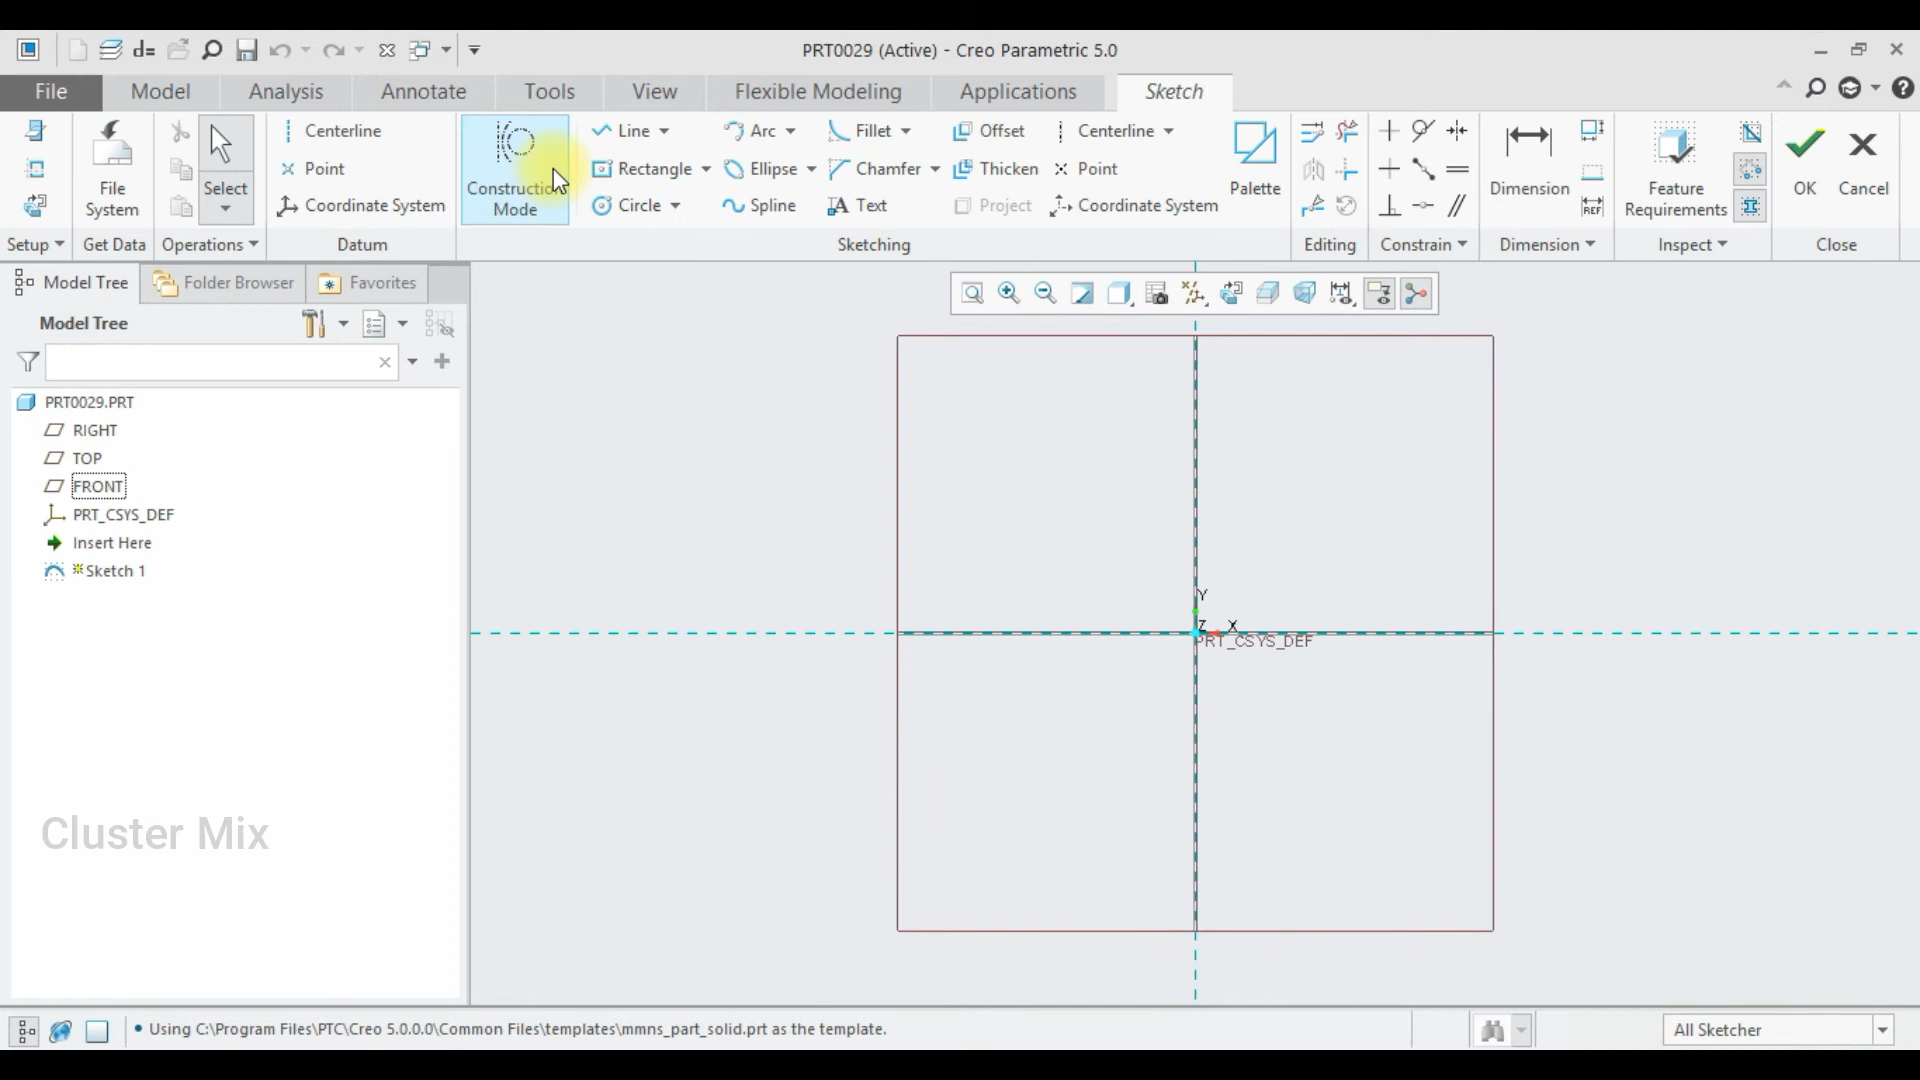 d=
PRT0029 (Active) - Creo Parametric 5.0
File Model Analysis Annotate Tools View Flexible Modeling Applications Sketch
Centerline Line Arc Fillet Offset Centerline
Point Rectangle Ellipse Chamfer Thicken Point
File System Select Coordinate System Construction Mode Circle Spline Text Project Coordinate System Palette Dimension REF Feature Requirements OK Cancel
Setup Get Data Operations Datum Sketching Editing Constrain Dimension Inspect Close
Model Tree Folder Browser Favorites
Model Tree
PRT0029.PRT
RIGHT
TOP
FRONT
PRT_CSYS_DEF
Insert Here
Sketch 1
Y
Z X
PRT_CSYS_DEF
Cluster Mix
Using C:\Program Files\PTC\Creo 5.0.0.0\Common Files\templates\mmns_part_solid.prt as the template.
All Sketcher